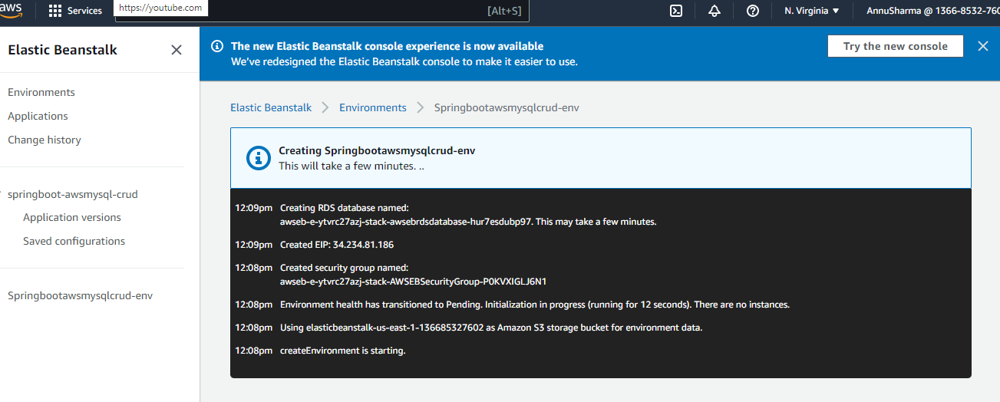 aws
Services
https://youtube.com
[Alt+S]
N. Virginia
AnnuSharma @ 1366-8532-760
Elastic Beanstalk
Environments
Applications
Change history
springboot-awsmysql-crud
Application versions
Saved configurations
Springbootawsmysqlcrud-env
The new Elastic Beanstalk console experience is now available
We've redesigned the Elastic Beanstalk console to make it easier to use.
Try the new console
Elastic Beanstalk > Environments > Springbootawsmysqlcrud-env
Creating Springbootawsmysqlcrud-env
This will take a few minutes. ..
12:09pm Creating RDS database named:
awseb-e-ytvrc27azj-stack-awsebrdsdatabase-hur7esdubp97. This may take a few minutes.
12:09pm Created EIP: 34.234.81.186
12:08pm Created security group named:
awseb-e-ytvrc27azj-stack-AWSEBSecurityGroup-P0KVXIGLJ6N1
12:08pm Environment health has transitioned to Pending. Initialization in progress (running for 12 seconds). There are no instances.
12:08pm Using elasticbeanstalk-us-east-1-136685327602 as Amazon S3 storage bucket for environment data.
12:08pm createEnvironment is starting.